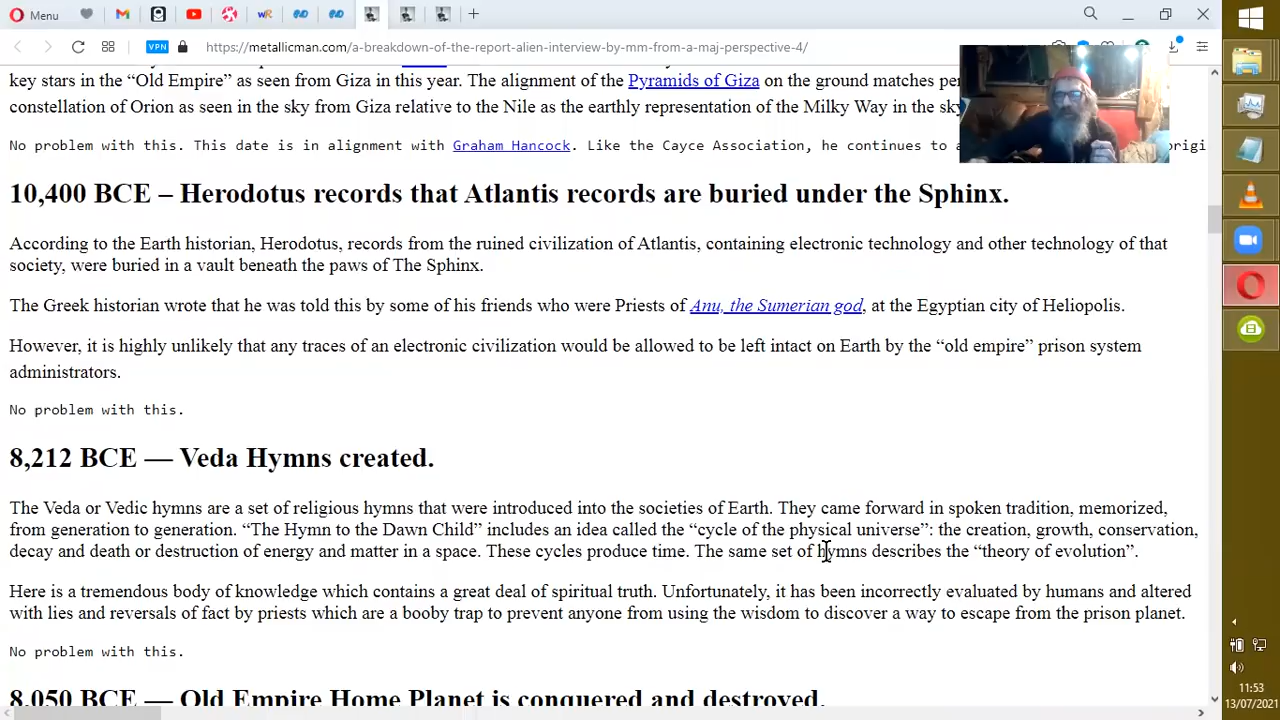 Menu
VPN
https://metallicman.com/a-breakdown-of-the-report-alien-interview-by-mm-from-a-maj-perspective-4/
key stars in the “Old Empire” as seen from Giza in this year. The alignment of the Pyramids of Giza on the ground matches
constellation of Orion as seen in the sky from Giza relative to the Nile as the earthly representation of the Milky Way in the sky
No problem with this. This date is in alignment with Graham Hancock. Like the Cayce Association, he continues to
10,400 BCE – Herodotus records that Atlantis records are buried under the Sphinx.
According to the Earth historian, Herodotus, records from the ruined civilization of Atlantis, containing electronic technology and other technology of that
society, were buried in a vault beneath the paws of The Sphinx.
The Greek historian wrote that he was told this by some of his friends who were Priests of Anu, the Sumerian god, at the Egyptian city of Heliopolis.
However, it is highly unlikely that any traces of an electronic civilization would be allowed to be left intact on Earth by the “old empire” prison system
administrators.
No problem with this.
8,212 BCE — Veda Hymns created.
The Veda or Vedic hymns are a set of religious hymns that were introduced into the societies of Earth. They came forward in spoken tradition, memorized,
from generation to generation. “The Hymn to the Dawn Child” includes an idea called the “cycle of the physical universe”: the creation, growth, conservation,
decay and death or destruction of energy and matter in a space. These cycles produce time. The same set of hymns describes the “theory of evolution”.
Here is a tremendous body of knowledge which contains a great deal of spiritual truth. Unfortunately, it has been incorrectly evaluated by humans and altered
with lies and reversals of fact by priests which are a booby trap to prevent anyone from using the wisdom to discover a way to escape from the prison planet.
No problem with this.
8,050 BCE — Old Empire Home Planet is conquered and destroyed.
11:53
13/07/2021